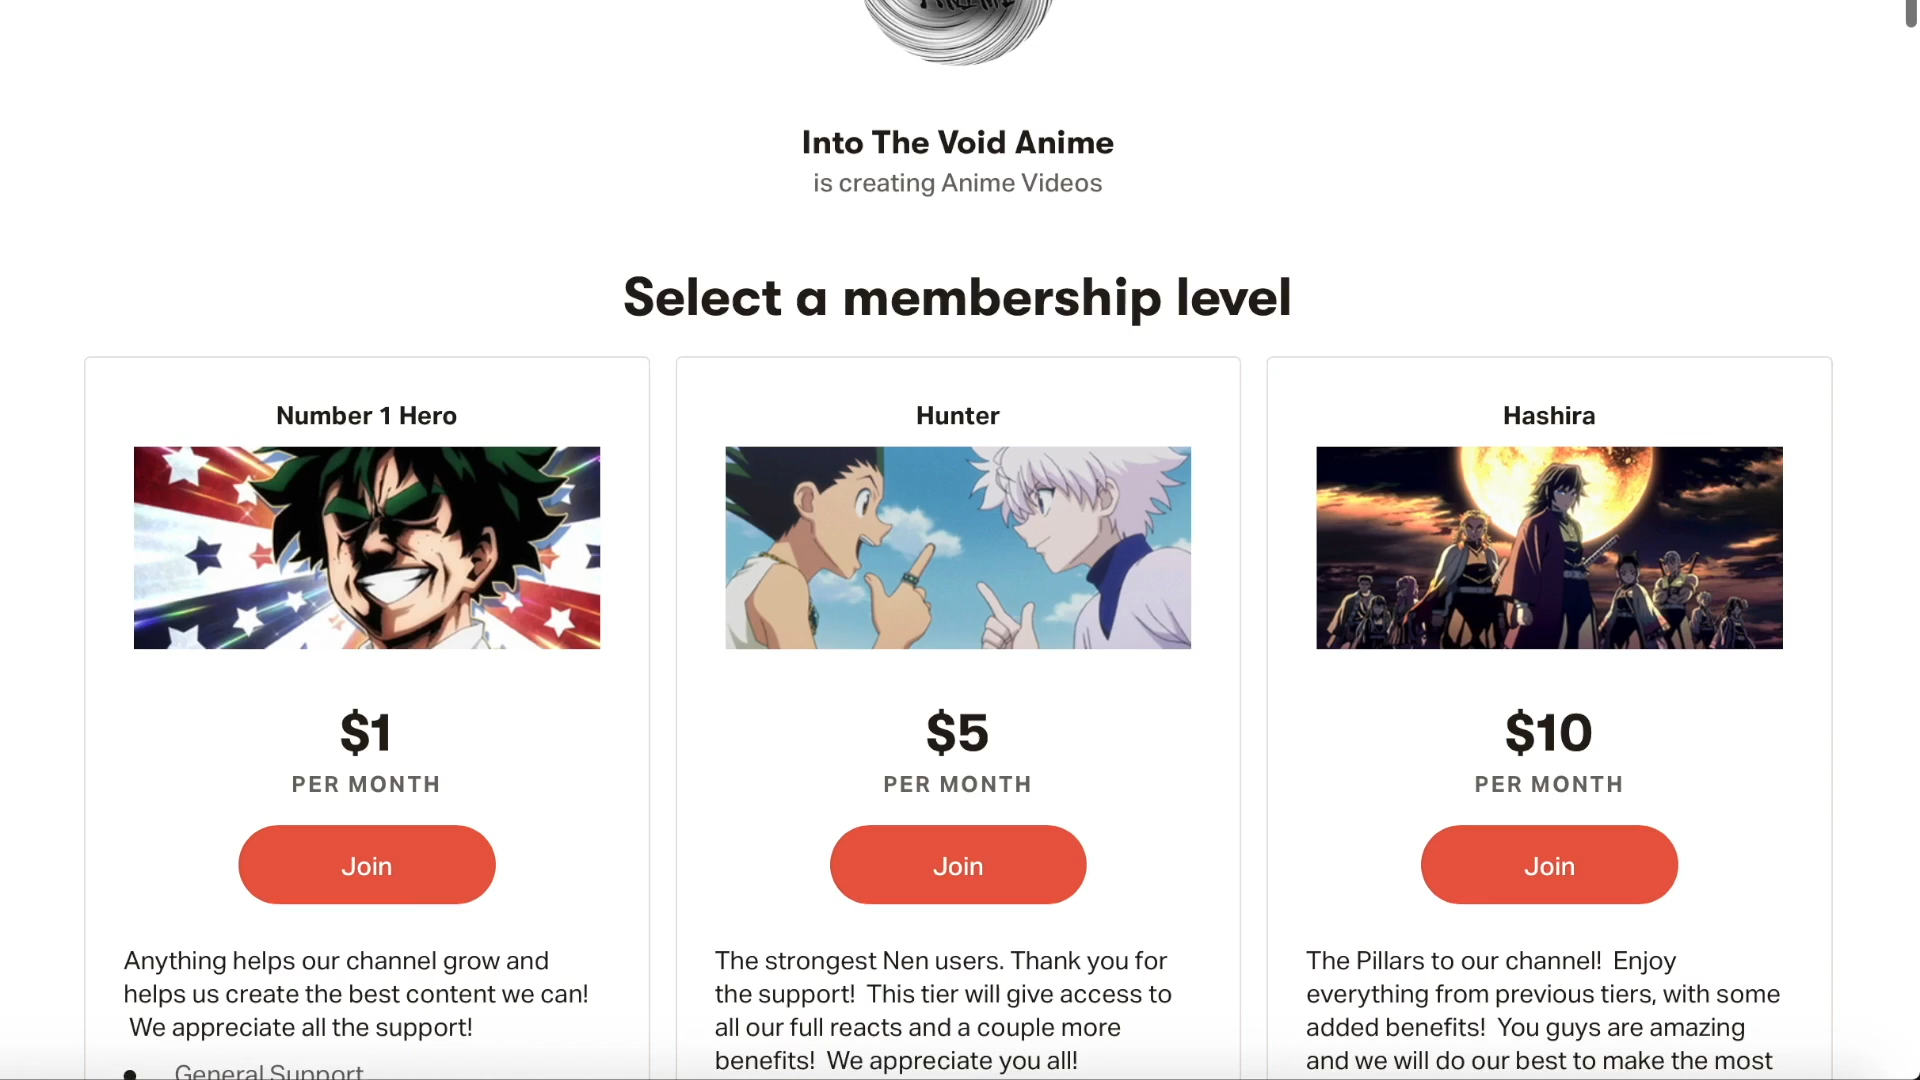 Into The Void Anime
is creating Anime Videos
Select a membership level
Number 1 Hero
$1
PER MONTH
Join
Anything helps our channel grow and
helps us create the best content we can!
We appreciate all the support!
General Support
Hunter
$5
PER MONTH
Join
The strongest Nen users. Thank you for
the support! This tier will give access to
all our full reacts and a couple more
benefits! We appreciate you all!
Hashira
$10
PER MONTH
Join
The Pillars to our channel! Enjoy
everything from previous tiers, with some
added benefits! You guys are amazing
and we will do our best to make the most